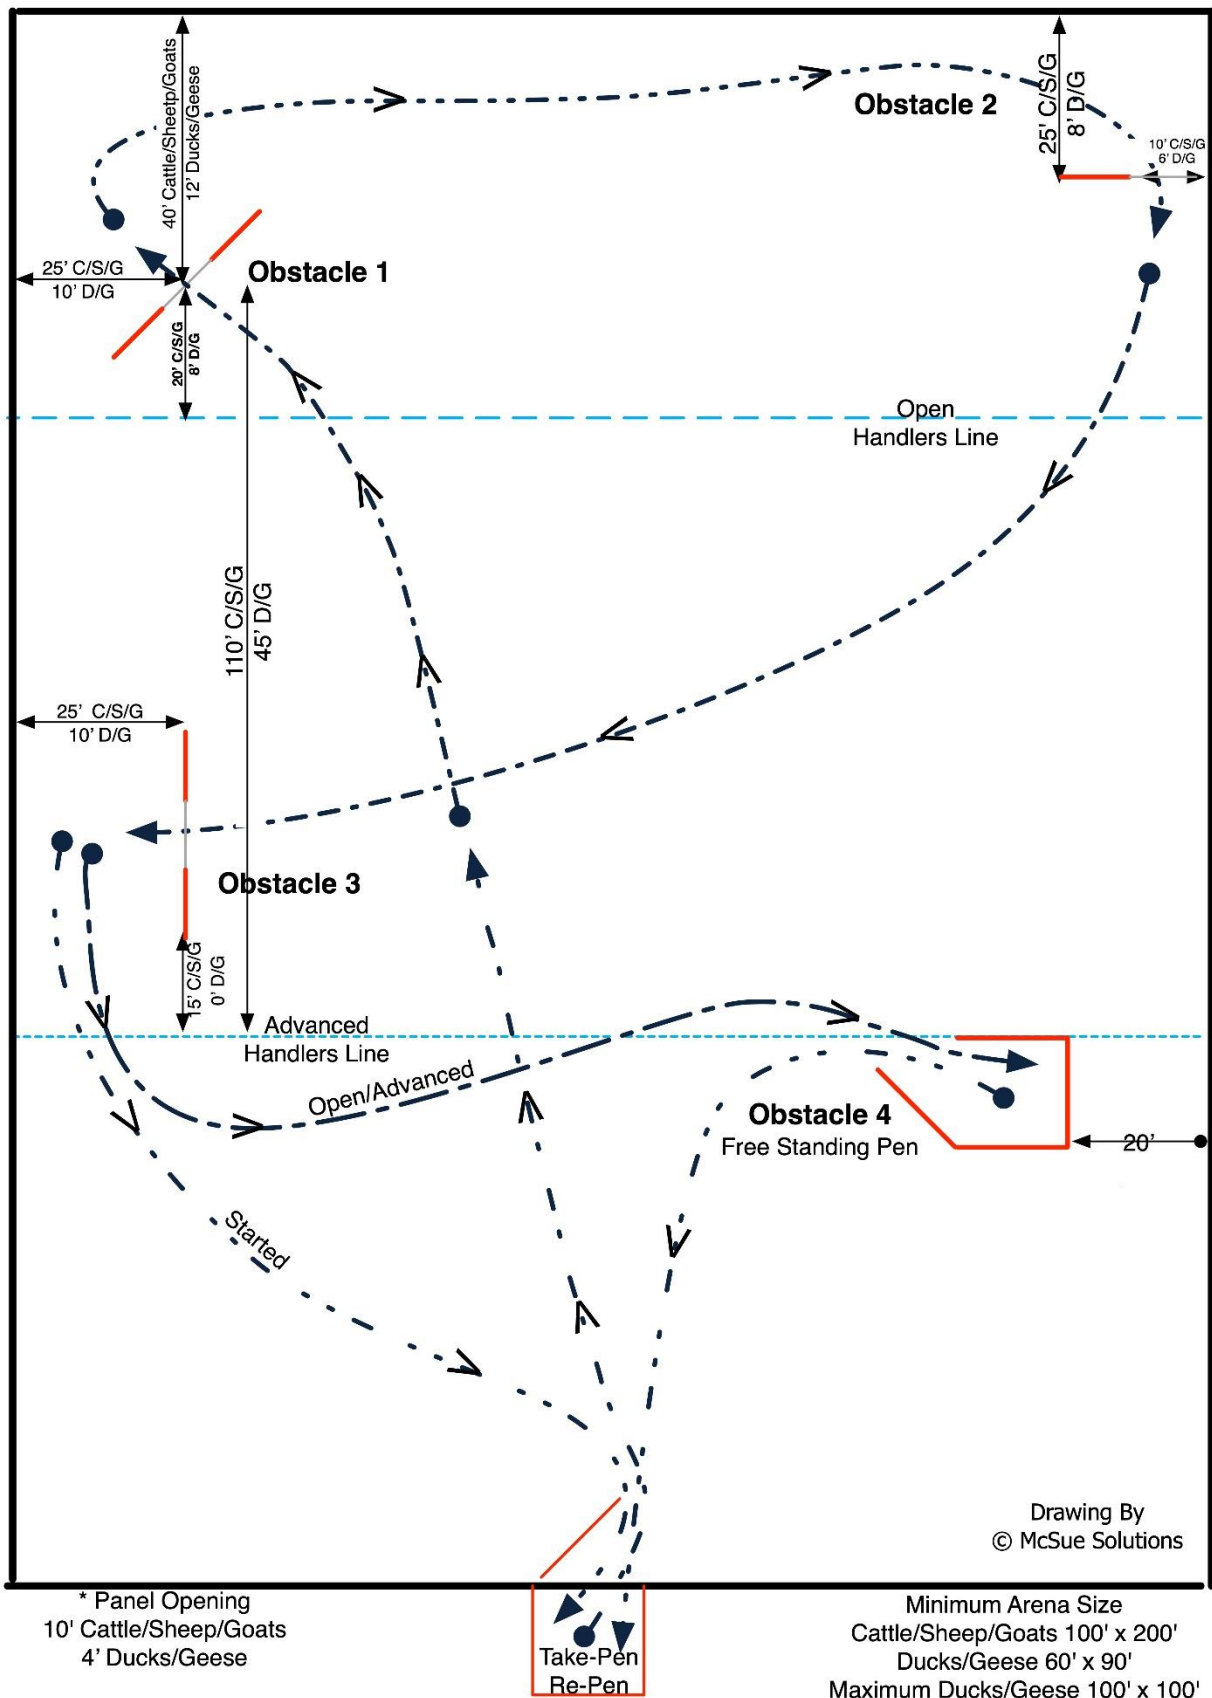 40' Cattle/Sheetp/Goats
12' Ducks/Geese
25' C/S/G
8' D/G
Obstacle 2
10' C/S/G
6' D/G
25' C/S/G
10' D/G
Obstacle 1
20' C/S/G
8' D/G
Open
Handlers Line
110' C/S/G
45' D/G
25' C/S/G
10' D/G
Obstacle 3
15' C/S/G
0' D/G
Advanced
Handlers Line
Open/Advanced
Obstacle 4
Free Standing Pen
20'
Started
Drawing By
© McSue Solutions
* Panel Opening
10' Cattle/Sheep/Goats
4' Ducks/Geese
Take-Pen
Re-Pen
Minimum Arena Size
Cattle/Sheep/Goats 100' x 200'
Ducks/Geese 60' x 90'
Maximum Ducks/Geese 100' x 100'